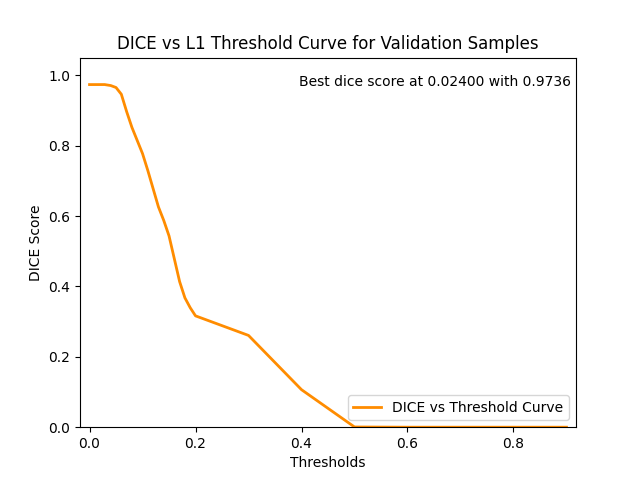 DICE vs L1 Threshold Curve for Validation Samples
Best dice score at 0.02400 with 0.9736
1.0
0.8
0.6
0.4
0.2
0.0
DICE Score
DICE vs Threshold Curve
0.0 0.2 0.4 0.6 0.8
Thresholds